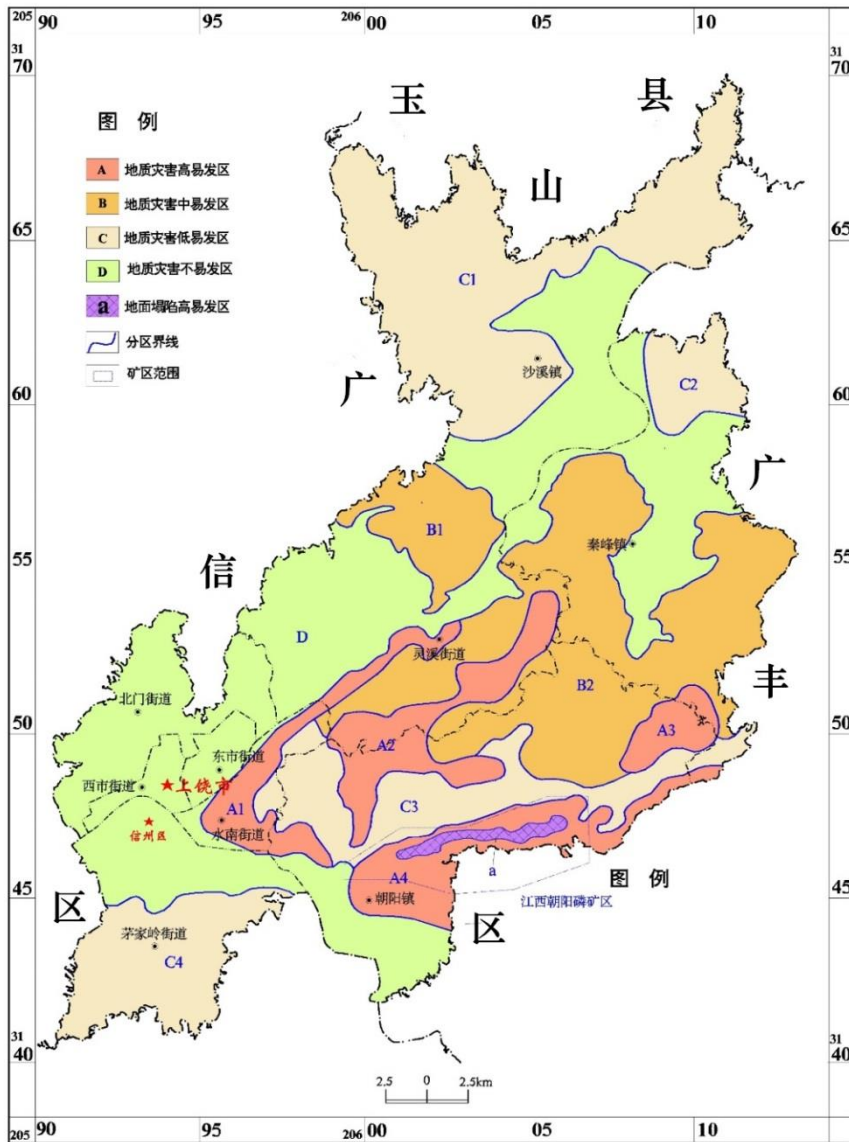 205 90 95 206 00 05 10
31 70
玉 县
图 例
山
A 地质灾害高易发区
B 地质灾害中易发区
C 地质灾害低易发区
D 地质灾害不易发区
a 地面塌陷高易发区
分区界线
矿区范围
65 65
C1
沙溪镇
C2
广
60 60
广
B1
秦峰镇
55 55
信
D
灵溪街道
B2
丰
北门街道
50 50
A3
A2
东市街道
西市街道
上饶市
C3
A1
水南街道
信州区
A4
a
图 例
45 45
朝阳镇
江西朝阳磷矿区
区
区
茅家岭街道
C4
31 40 31 40
2.5 0 2.5km
205 90 95 206 00 05 10
31 70